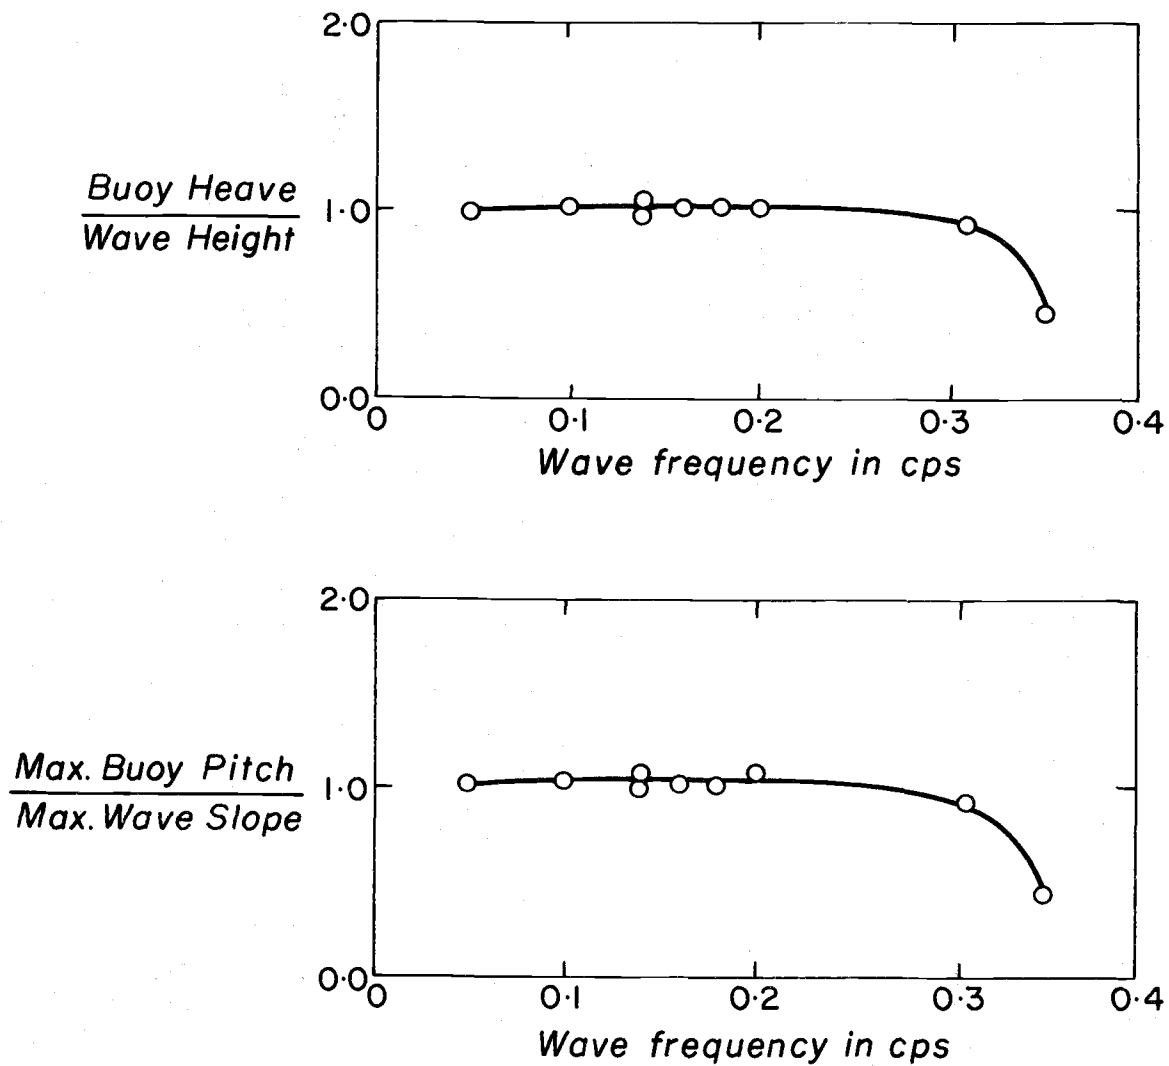 2·0
Buoy Heave
Wave Height
1·0
0·0
0 0·1 0·2 0·3 0·4
Wave frequency in cps
2·0
Max. Buoy Pitch
Max. Wave Slope
1·0
0·0
0 0·1 0·2 0·3 0·4
Wave frequency in cps